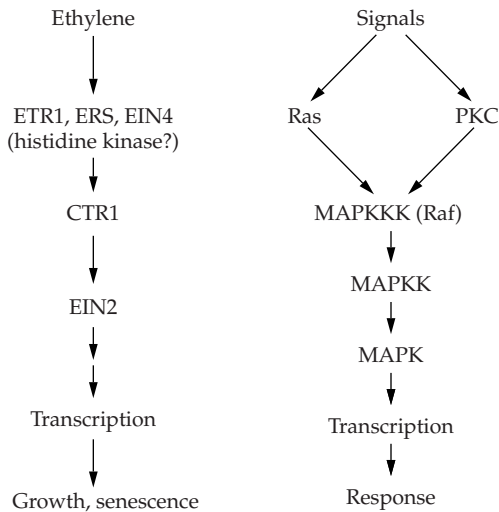 Ethylene
ETR1, ERS, EIN4
(histidine kinase?)
CTR1
EIN2
Transcription
Growth, senescence
Signals
Ras
PKC
MAPKKK (Raf)
MAPKK
MAPK
Transcription
Response